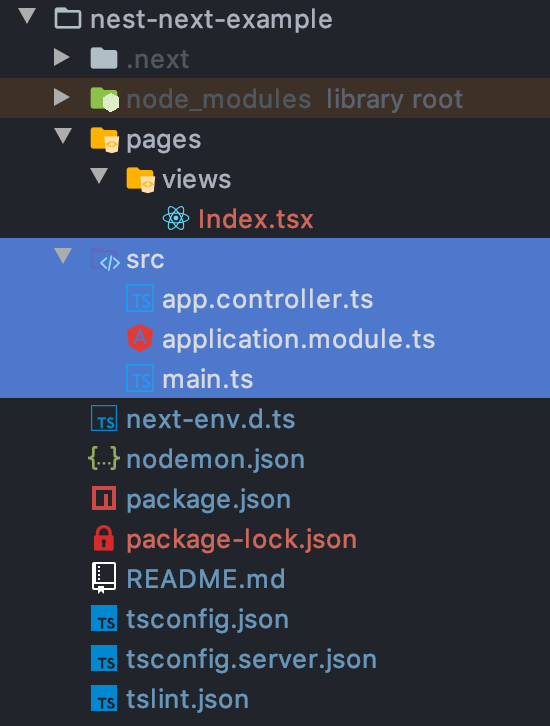 nest-next-example
.next
node_modules library root
pages
views
Index.tsx
src
app.controller.ts
application.module.ts
main.ts
next-env.d.ts
nodemon.json
package.json
package-lock.json
README.md
tsconfig.json
tsconfig.server.json
tslint.json